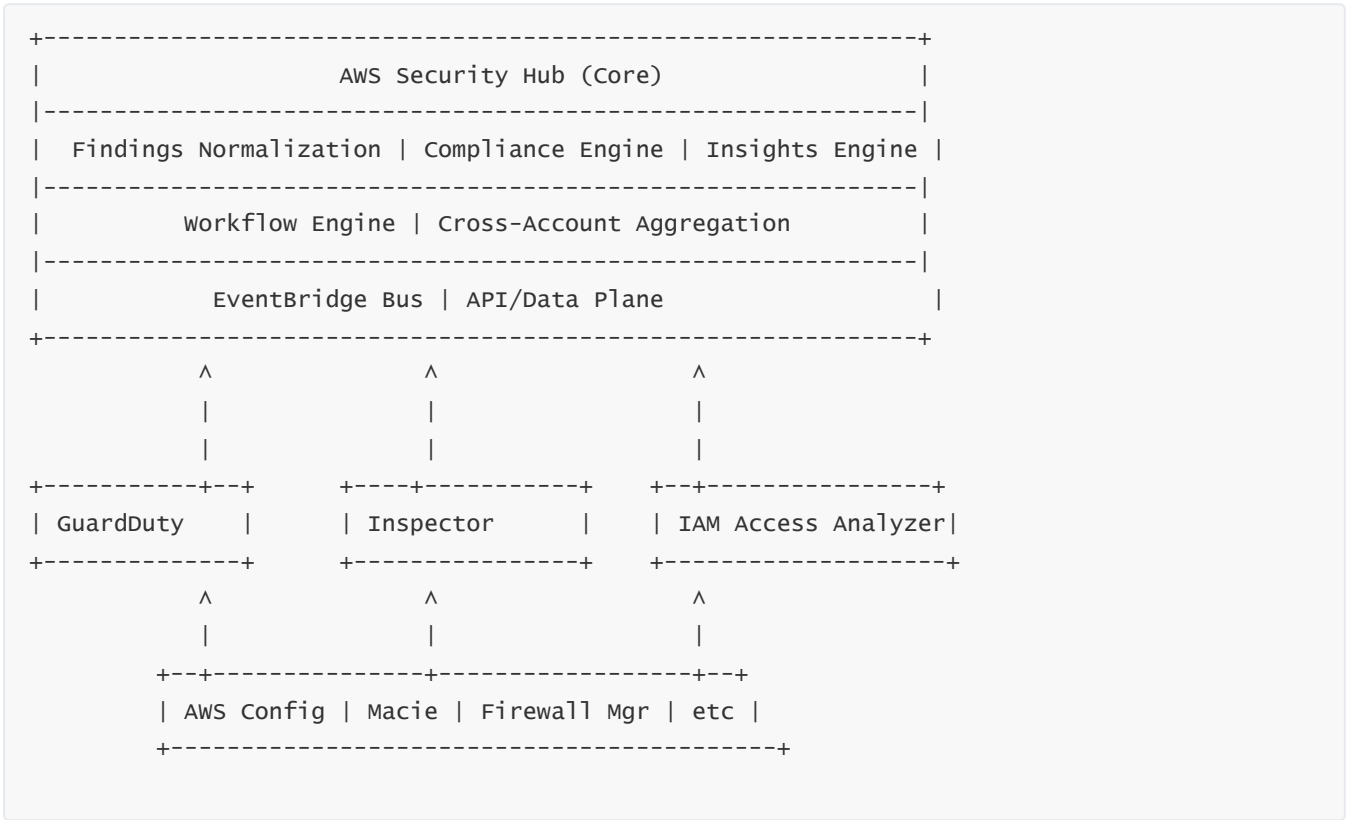 +-------------------------------------------------------------+
|                     AWS Security Hub (Core)                  |
|-------------------------------------------------------------|
|  Findings Normalization | Compliance Engine | Insights Engine |
|-------------------------------------------------------------|
|          Workflow Engine | Cross-Account Aggregation         |
|-------------------------------------------------------------|
|            EventBridge Bus | API/Data Plane                   |
+-------------------------------------------------------------+
            ^               ^                  ^
            |               |                  |
            |               |                  |
+-----------+--+      +----+-----------+    +--+----------------+
| GuardDuty    |      | Inspector      |    | IAM Access Analyzer|
+--------------+      +----------------+    +--------------------+
            ^               ^                  ^
            |               |                  |
         +--+---------------+------------------+--+
         | AWS Config | Macie | Firewall Mgr | etc |
         +-------------------------------------------+